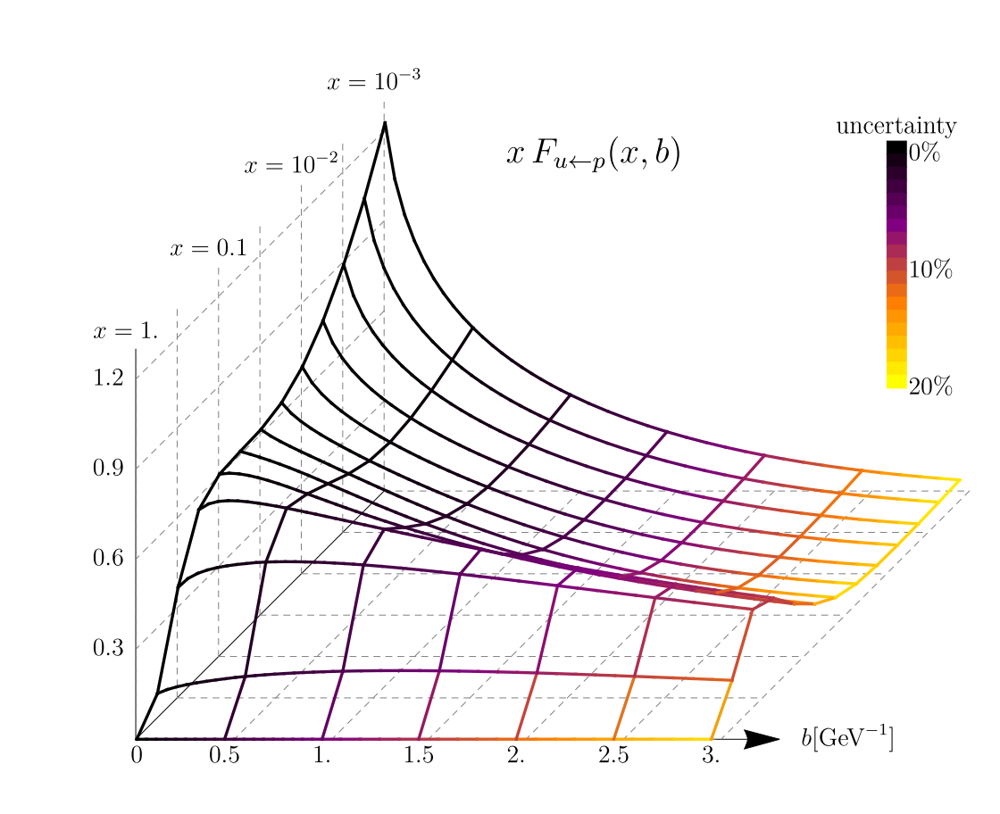 x = 10⁻³
uncertainty
x F_{u←p}(x, b)
0%
x = 10⁻²
x = 0.1
10%
x = 1.
1.2
20%
0.9
0.6
0.3
b[GeV⁻¹]
0 0.5 1. 1.5 2. 2.5 3.